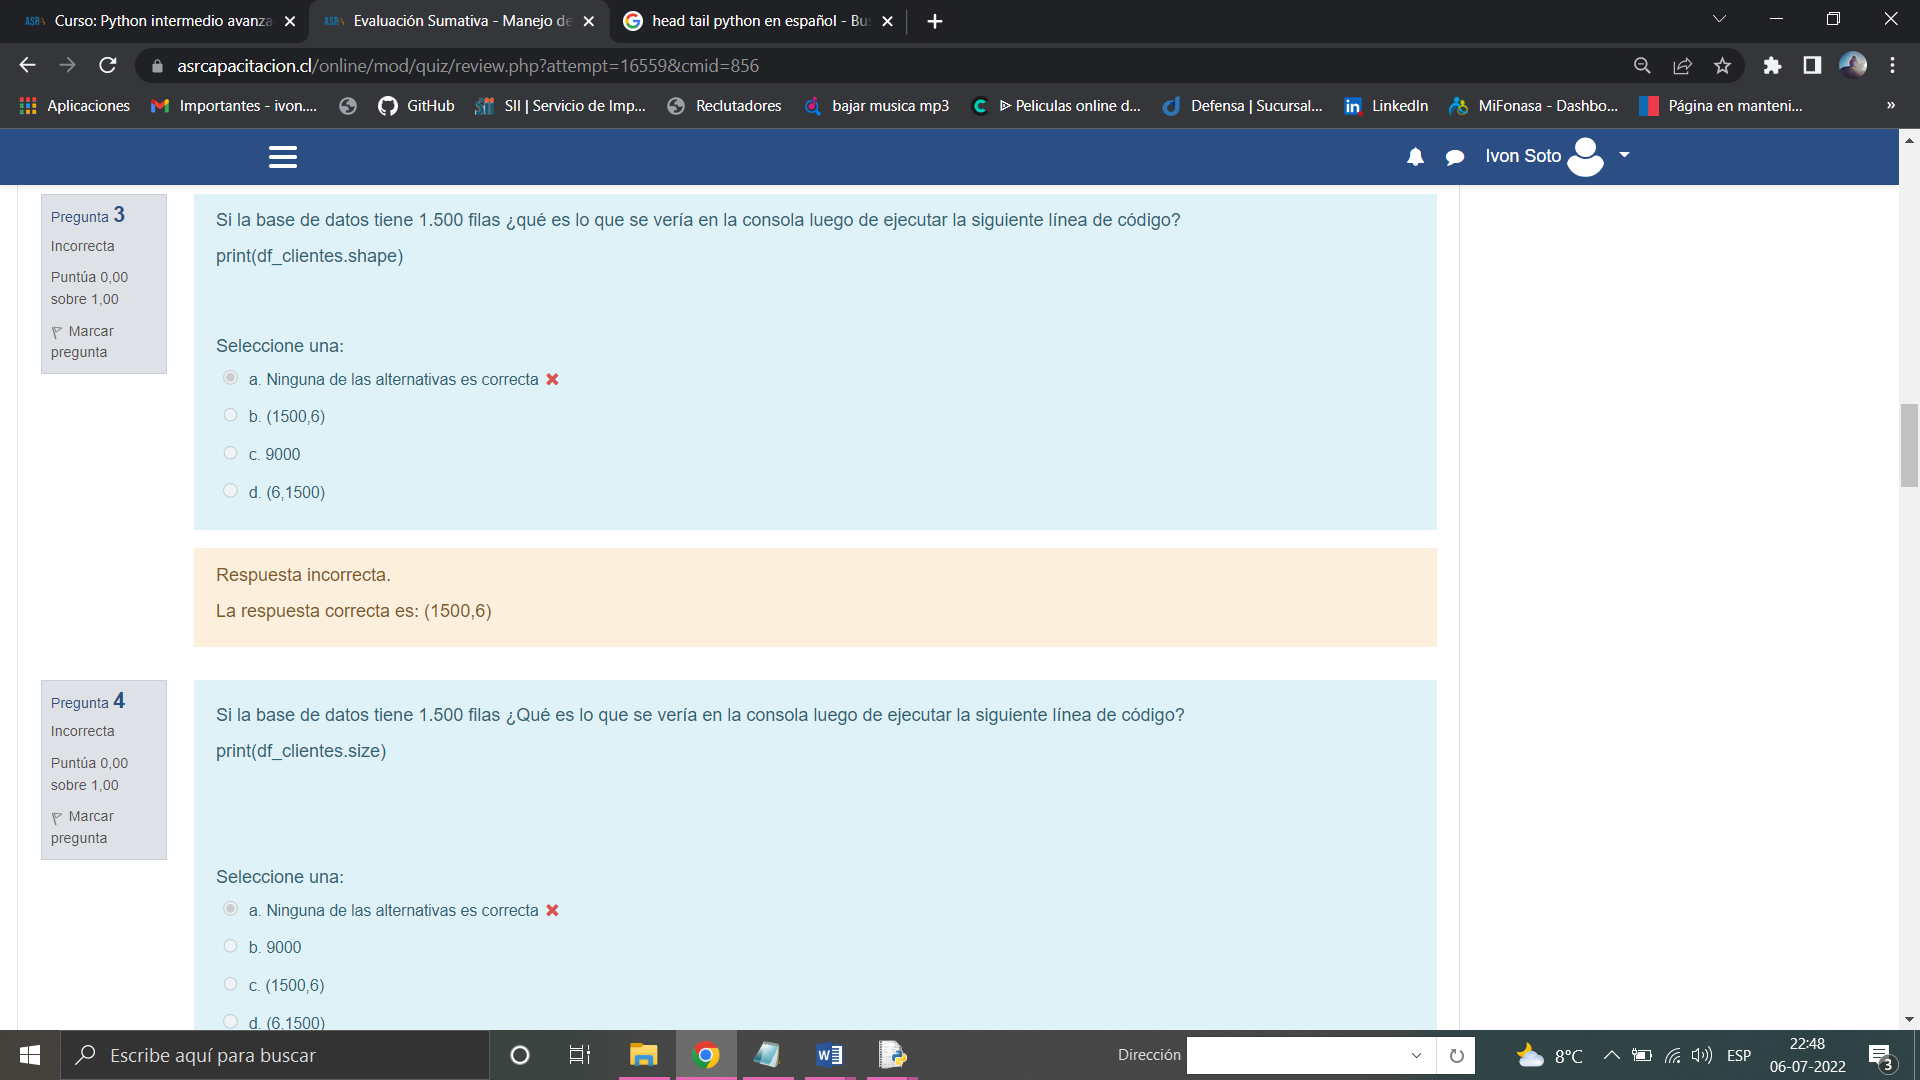 ASR Curso: Python intermedio avanza
ASR Evaluación Sumativa - Manejo de
head tail python en español - Bu
asrcapacitacion.cl/online/mod/quiz/review.php?attempt=16559&cmid=856
Aplicaciones
Importantes - ivon....
GitHub
SII | Servicio de Imp...
Reclutadores
bajar musica mp3
Peliculas online d...
Defensa | Sucursal...
LinkedIn
MiFonasa - Dashbo...
Página en manteni...
»
Ivon Soto
Pregunta 3
Incorrecta
Puntúa 0,00
sobre 1,00
Marcar
pregunta
Si la base de datos tiene 1.500 filas ¿qué es lo que se vería en la consola luego de ejecutar la siguiente línea de código?
print(df_clientes.shape)
Seleccione una:
a. Ninguna de las alternativas es correcta
b. (1500,6)
c. 9000
d. (6,1500)
Respuesta incorrecta.
La respuesta correcta es: (1500,6)
Pregunta 4
Incorrecta
Puntúa 0,00
sobre 1,00
Marcar
pregunta
Si la base de datos tiene 1.500 filas ¿Qué es lo que se vería en la consola luego de ejecutar la siguiente línea de código?
print(df_clientes.size)
Seleccione una:
a. Ninguna de las alternativas es correcta
b. 9000
c. (1500,6)
d. (6,1500)
Escribe aquí para buscar
Dirección
8°C
ESP
22:48
06-07-2022
3